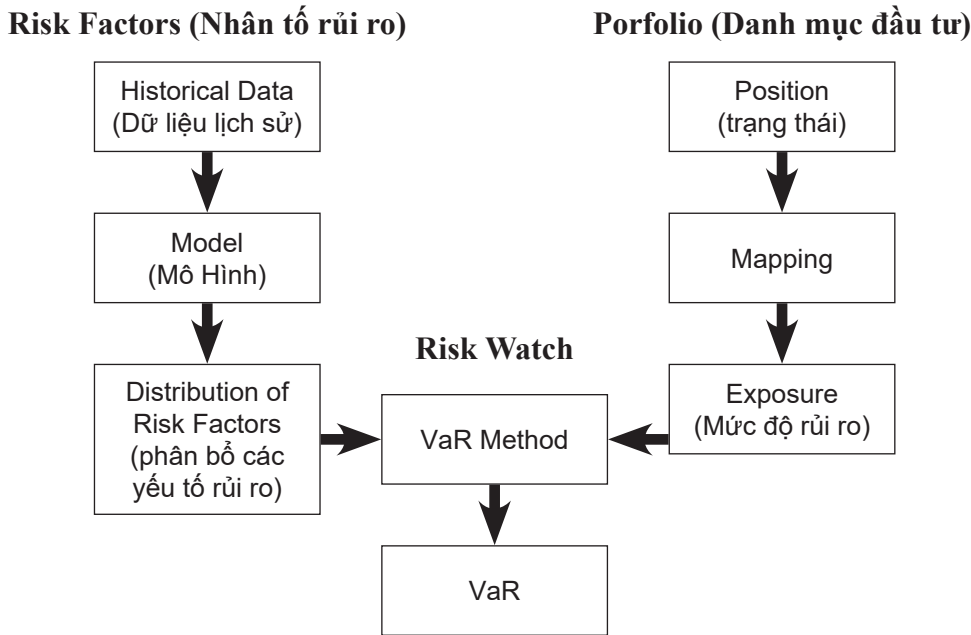 Risk Factors (Nhân tố rủi ro)
Porfolio (Danh mục đầu tư)
Historical Data
(Dữ liệu lịch sử)
Position
(trạng thái)
Model
(Mô Hình)
Mapping
Risk Watch
Distribution of
Risk Factors
(phân bổ các
yếu tố rủi ro)
VaR Method
Exposure
(Mức độ rủi ro)
VaR